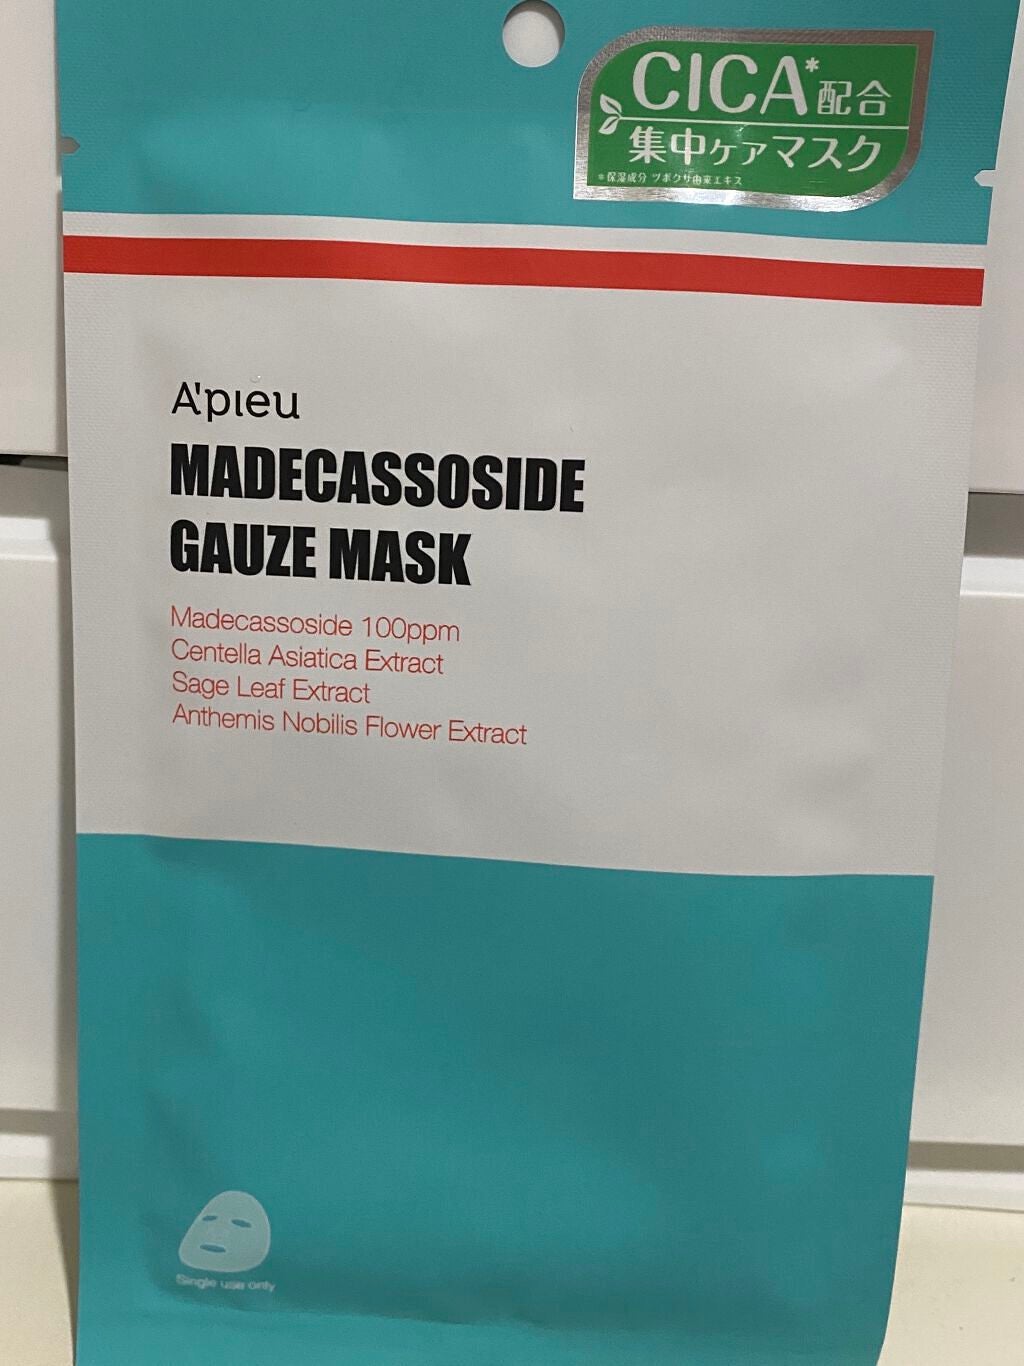 CICA*配合
集中ケアマスク
*保湿成分 ツボクサ由来エキス
A'pieu
MADECASSOSIDE
GAUZE MASK
Madecassoside 100ppm
Centella Asiatica Extract
Sage Leaf Extract
Anthemis Nobilis Flower Extract
Single use only